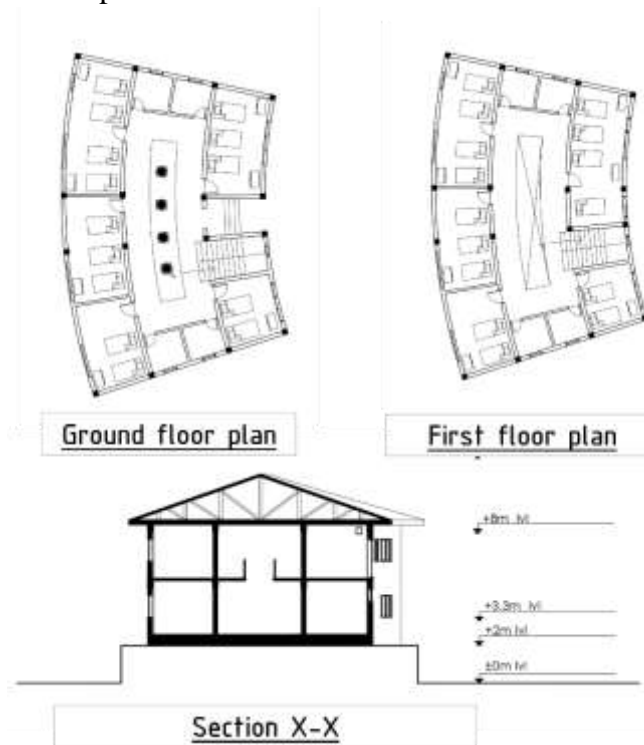 Ground floor plan
First floor plan
+8m lvl
+3.3m lvl
+2m lvl
±0m lvl
Section X-X